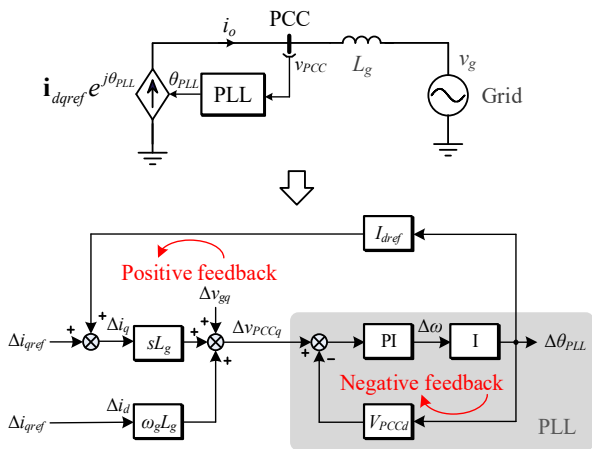 PCC
i_o
v_PCC
L_g
v_g
i_dqref e^jθ_PLL
θ_PLL
PLL
Grid
I_dref
Positive feedback
Δv_gq
+
+
+
+
+
Δi_qref
Δi_q
sL_g
Δv_PCCq
+
−
PI
Δω
I
Δθ_PLL
Negative feedback
Δi_qref
Δi_d
ω_gL_g
V_PCCd
PLL